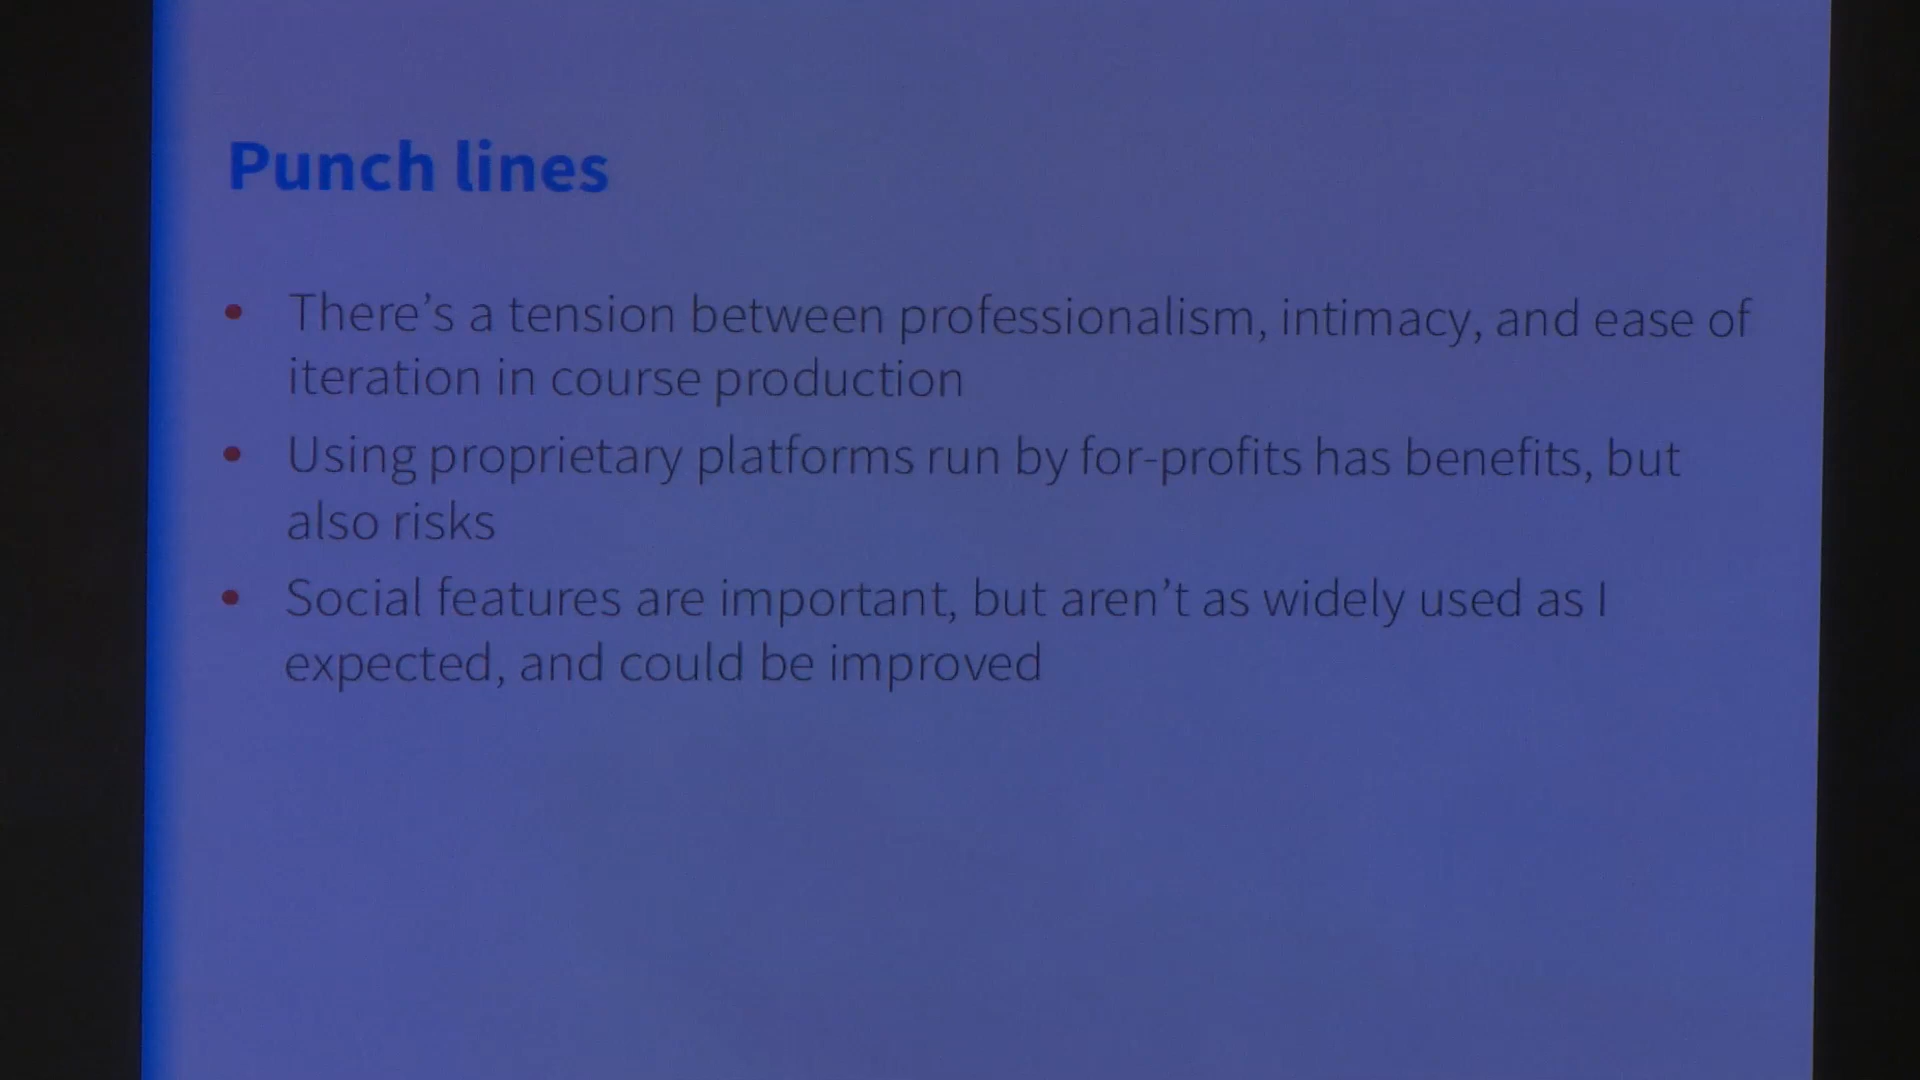 Punch lines
• There’s a tension between professionalism, intimacy, and ease of
iteration in course production
• Using proprietary platforms run by for-profits has benefits, but
also risks
• Social features are important, but aren’t as widely used as I
expected, and could be improved